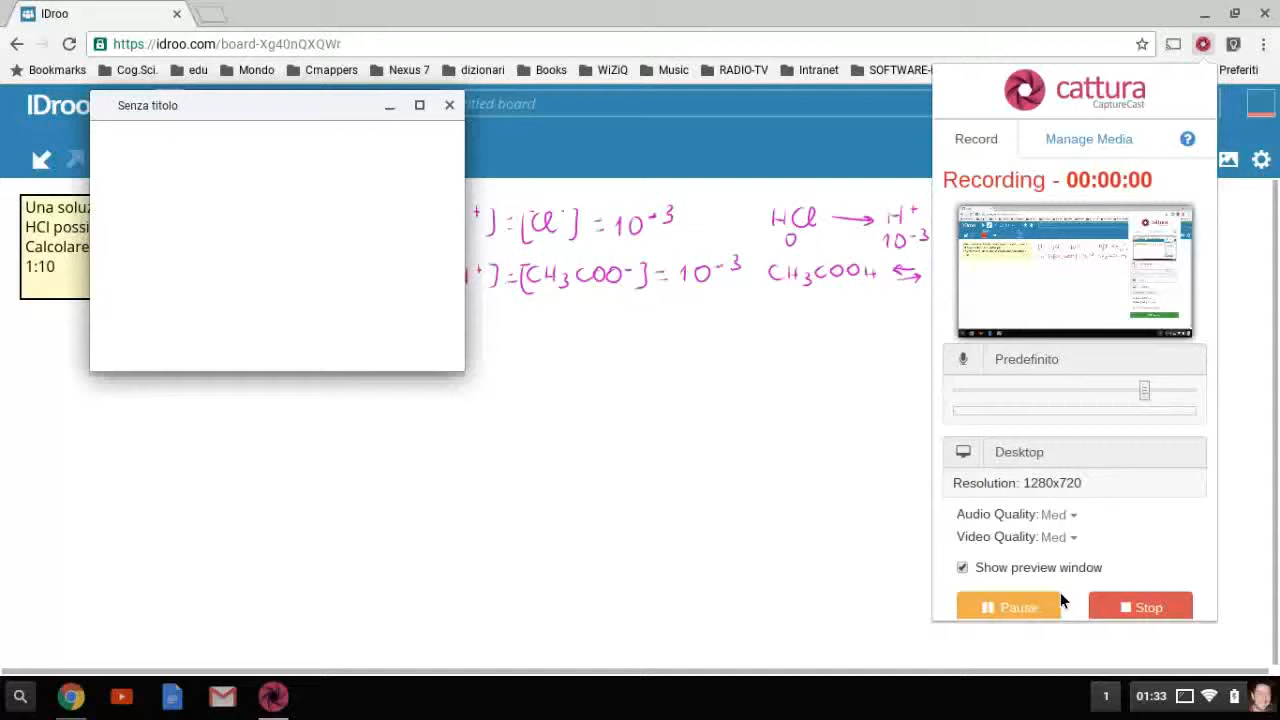 IDroo
https://idroo.com/board-Xg40nQXQWr
Bookmarks Cog.Sci. edu Mondo Cmappers Nexus 7 dizionari Books WiZiQ Music RADIO-TV Intranet SOFTWARE- Preferiti
IDroo
Senza titolo
board
cattura
CaptureCast
Record Manage Media ?
Recording - 00:00:00
Una
HCl possi
Calcolare
1:10
⁺] = [Cl⁻] = 10⁻³
HCl → H⁺
0 10⁻³
⁺] = [CH₃COO⁻] = 10⁻³
CH₃COOH ⇆
Predefinito
Desktop
Resolution: 1280x720
Audio Quality: Med
Video Quality: Med
Show preview window
Pause Stop
1 01:33